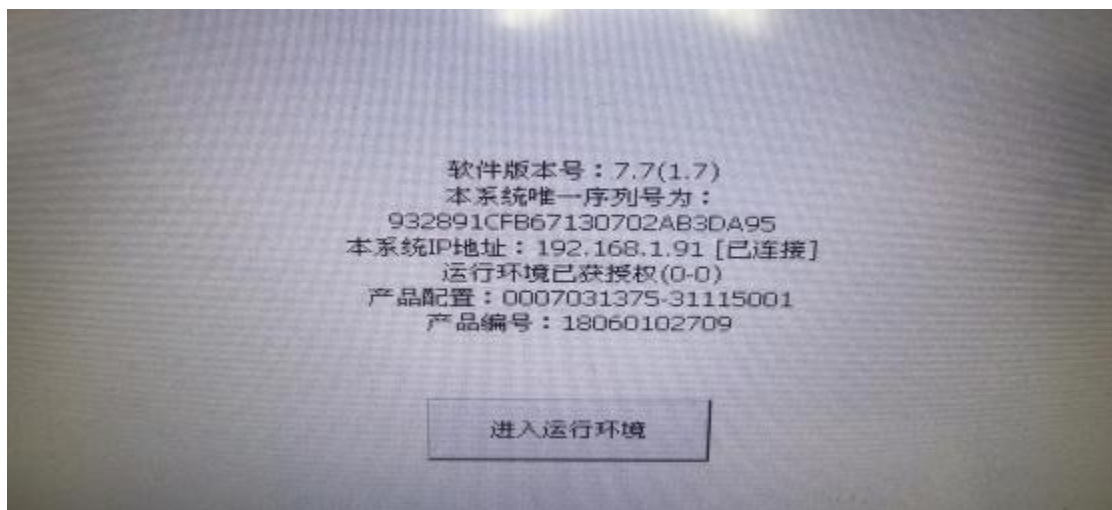 软件版本号：7.7(1.7)
本系统唯一序列号为：
932891CFB67130702AB3DA95
本系统IP地址：192.168.1.91 [已连接]
运行环境已获授权(0-0)
产品配置：0007031375-31115001
产品编号：18060102709
进入运行环境